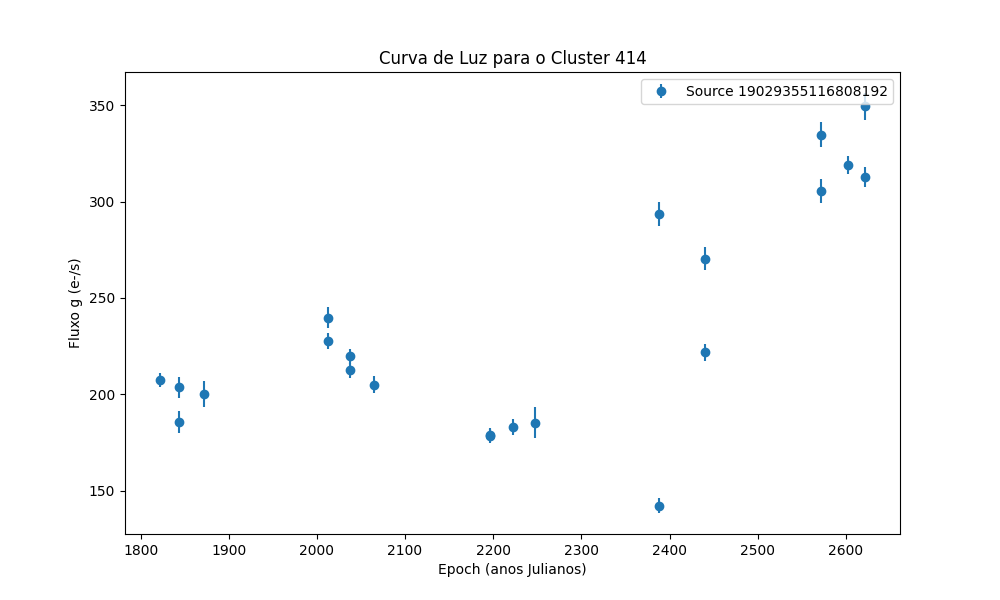 Curva de Luz para o Cluster 414
Source 19029355116808192
Fluxo g (e-/s)
350
300
250
200
150
1800 1900 2000 2100 2200 2300 2400 2500 2600
Epoch (anos Julianos)